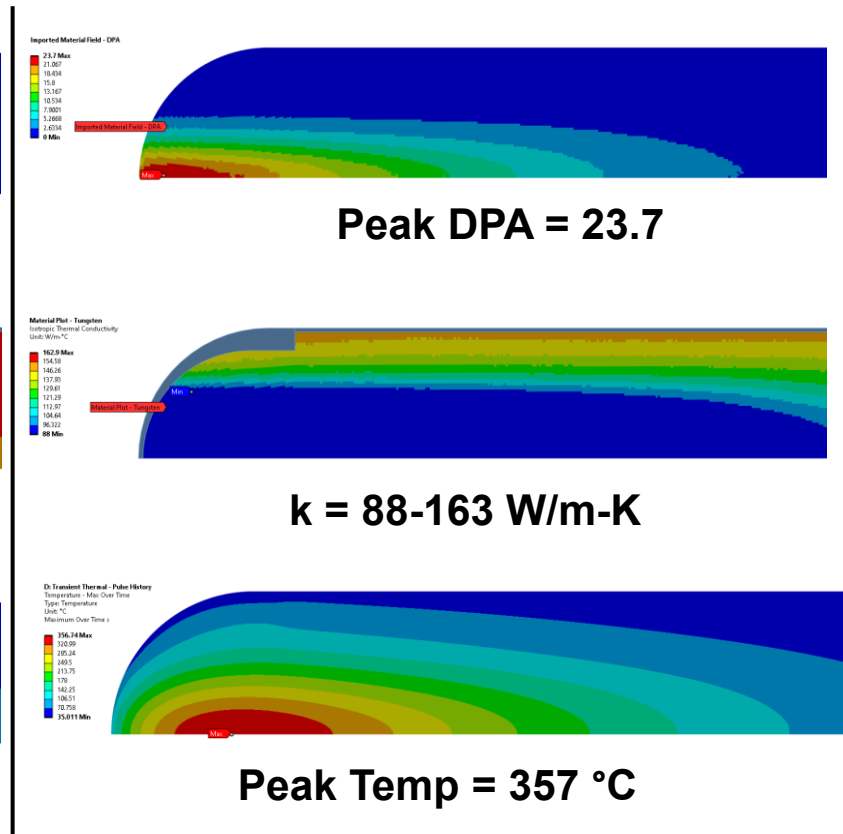 Imported Material Field - DPA
23.7 Max
21.067
18.434
15.8
13.167
10.534
7.9001
5.2668
2.6334
0 Min
Imported Material Field - DPA
Max
Peak DPA = 23.7
Material Plot - Tungsten
Isotropic Thermal Conductivity
Unit: W/m·°C
162.9 Max
154.58
146.26
137.93
129.61
121.29
112.97
104.64
96.322
88 Min
Material Plot - Tungsten
Min
k = 88-163 W/m-K
D: Transient Thermal - Pulse History
Temperature - Max Over Time
Type: Temperature
Unit: °C
Maximum Over Time s
356.74 Max
320.99
285.24
249.5
213.75
178
142.25
106.51
70.758
35.011 Min
Max
Peak Temp = 357 °C